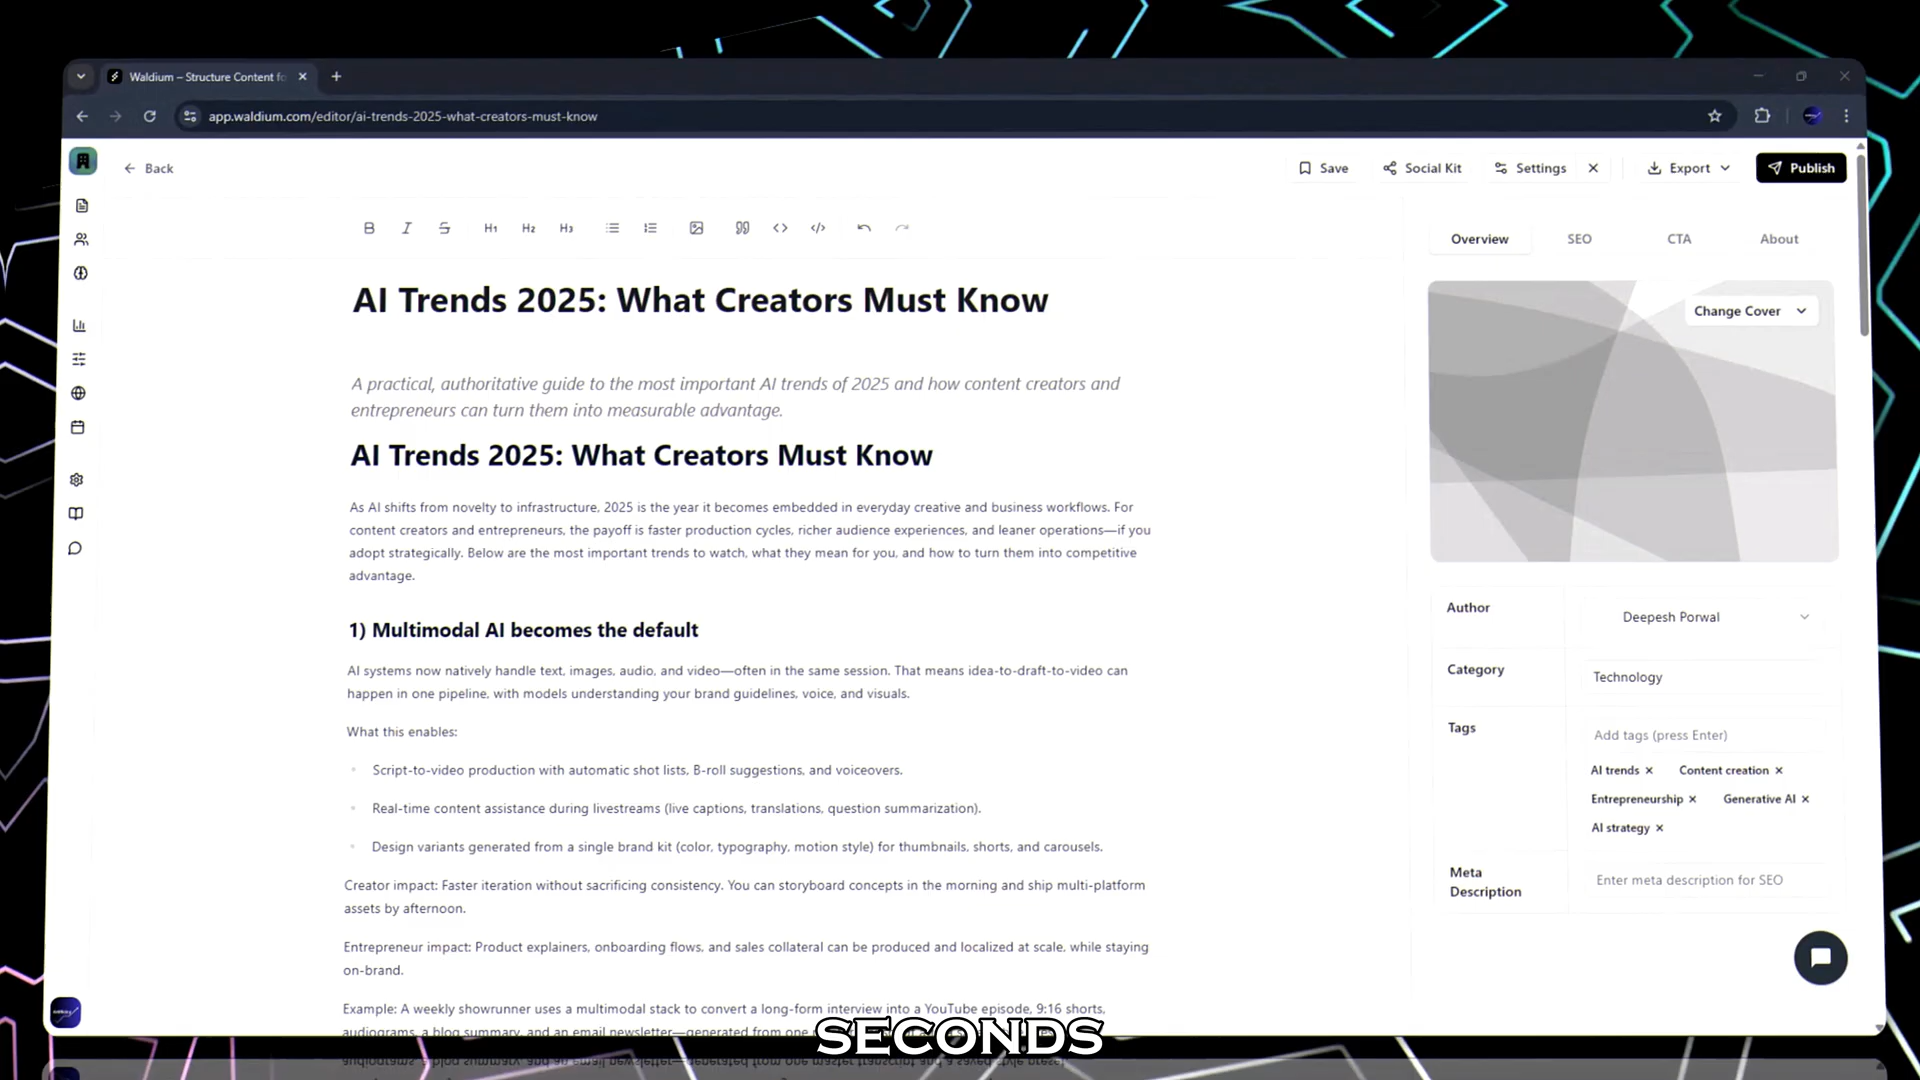 Waldium – Structure Content fo
app.waldium.com/editor/ai-trends-2025-what-creators-must-know
Back
Save
Social Kit
Settings
Export
Publish
B I S H1 H2 H3
Overview
SEO
CTA
About
AI Trends 2025: What Creators Must Know
Change Cover
A practical, authoritative guide to the most important AI trends of 2025 and how content creators and
entrepreneurs can turn them into measurable advantage.
AI Trends 2025: What Creators Must Know
As AI shifts from novelty to infrastructure, 2025 is the year it becomes embedded in everyday creative and business workflows. For
content creators and entrepreneurs, the payoff is faster production cycles, richer audience experiences, and leaner operations—if you
adopt strategically. Below are the most important trends to watch, what they mean for you, and how to turn them into competitive
advantage.
1) Multimodal AI becomes the default
AI systems now natively handle text, images, audio, and video—often in the same session. That means idea-to-draft-to-video can
happen in one pipeline, with models understanding your brand guidelines, voice, and visuals.
What this enables:
Script-to-video production with automatic shot lists, B-roll suggestions, and voiceovers.
Real-time content assistance during livestreams (live captions, translations, question summarization).
Design variants generated from a single brand kit (color, typography, motion style) for thumbnails, shorts, and carousels.
Creator impact: Faster iteration without sacrificing consistency. You can storyboard concepts in the morning and ship multi-platform
assets by afternoon.
Entrepreneur impact: Product explainers, onboarding flows, and sales collateral can be produced and localized at scale, while staying
on-brand.
Example: A weekly showrunner uses a multimodal stack to convert a long-form interview into a YouTube episode, 9:16 shorts,
audiograms, a blog summary, and an email newsletter—generated from one
Author
Deepesh Porwal
Category
Technology
Tags
Add tags (press Enter)
AI trends
Content creation
Entrepreneurship
Generative AI
AI strategy
Meta
Description
Enter meta description for SEO
SECONDS